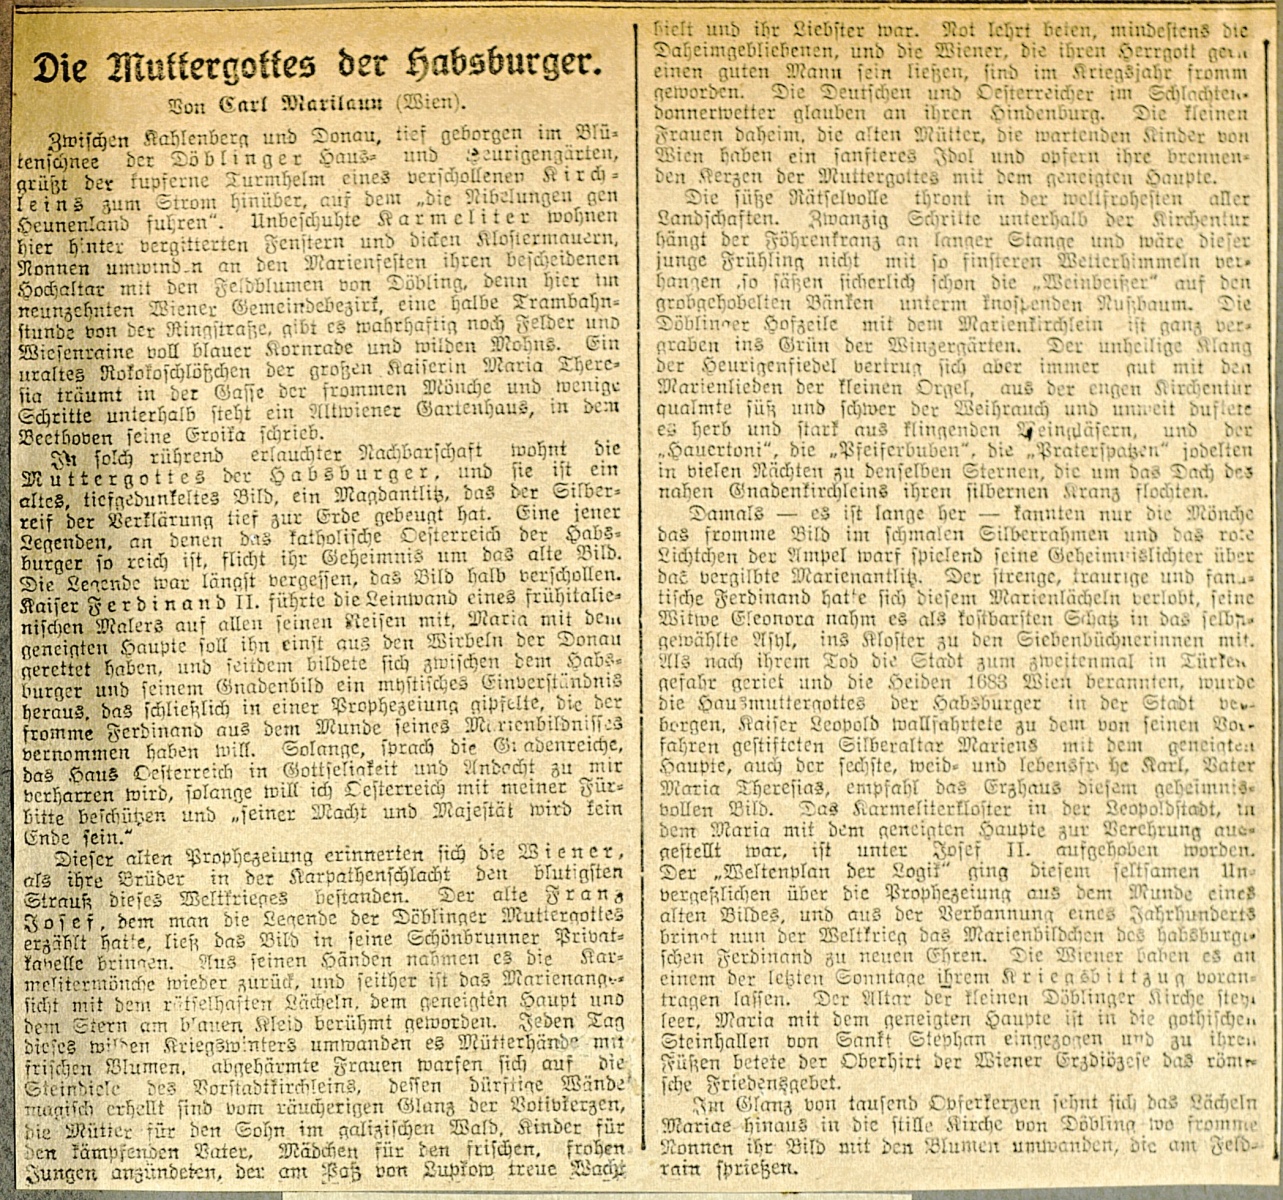 Die Muttergottes der Habsburger.
Von Carl Marilaun (Wien).
Zwischen Kahlenberg und Donau, tief geborgen im Blü-
tenschnee der Döblinger Haus- und Heurigengärten,
grüßt der kupferne Turmhelm eines verschollenen Kirch-
leins zum Strom hinüber, auf dem „die Nibelungen gen
Heunenland fuhren“. Unbeschuhte Karmeliter wohnen
hier hinter vergitterten Fenstern und dicken Klostermauern,
Nonnen umwinden an den Marienfesten ihren bescheidenen
Hochaltar mit den Feldblumen von Döbling, denn hier im
neunzehnten Wiener Gemeindebezirk, eine halbe Trambahn-
stunde von der Ringstraße, gibt es wahrhaftig noch Felder und
Wiesenraine voll blauer Kornrade und wilden Mohns. Ein
uraltes Rokokoschlößchen der großen Kaiserin Maria There-
sia träumt in der Gasse der frommen Mönche und wenige
Schritte unterhalb steht ein Altwiener Gartenhaus, in dem
Beethoven seine Eroika schrieb.
In solch rührend erlauchter Nachbarschaft wohnt die
Muttergottes der Habsburger, und sie ist ein
altes, tiefgedunkeltes Bild, ein Magdantlitz, das der Silber-
reif der Verklärung tief zur Erde gebeugt hat. Eine jener
Legenden, an denen das katholische Oesterreich der Habs-
burger so reich ist, flicht ihr Geheimnis um das alte Bild.
Die Legende war längst vergessen, das Bild halb verschollen.
Kaiser Ferdinand II. führte die Leinwand eines frühitalie-
nischen Malers auf allen seinen Reisen mit, Maria mit dem
geneigten Haupte soll ihn einst aus den Wirbeln der Donau
gerettet haben, und seitdem bildete sich zwischen dem Habs-
burger und seinem Gnadenbild ein mystisches Einverständnis
heraus, das schließlich in einer Prophezeiung gipfelte, die der
fromme Ferdinand aus dem Munde seines Marienbildnisses
vernommen haben will. Solange, sprach die Gnadenreiche,
das Haus Oesterreich in Gottseligkeit und Andacht zu mir
verharren wird, solange will ich Oesterreich mit meiner Für-
bitte beschützen und „seiner Macht und Majestät wird kein
Ende sein.“
Dieser alten Prophezeiung erinnerten sich die Wiener,
als ihre Brüder in der Karpathenschlacht den blutigsten
Strauß dieses Weltkrieges bestanden. Der alte Franz
Josef, dem man die Legende der Döblinger Muttergottes
erzählt hatte, ließ das Bild in seine Schönbrunner Privat-
kapelle bringen. Aus seinen Händen nahmen es die Kar-
melitermönche wieder zurück, und seither ist das Marienange-
sicht mit dem rätselhaften Lächeln, dem geneigten Haupt und
dem Stern am blauen Kleid berühmt geworden. Jeden Tag
dieses wilden Kriegswinters umwanden es Mütterhände mit
frischen Blumen, abgehärmte Frauen warfen sich auf die
Steindiele des Vorstadtkirchleins, dessen dürftige Wände
magisch erhellt sind vom räucherigen Glanz der Votivkerzen,
die Mütter für den Sohn im galizischen Wald, Kinder für
den kämpfenden Vater, Mädchen für den frischen, frohen
Jungen anzündeten, der am Paß von Lupkow treue Wacht
hielt und ihr Liebster war. Not lehrt beten, mindestens die
Daheimgebliebenen, und die Wiener, die ihren Herrgott gern
einen guten Mann sein ließen, sind im Kriegsjahr fromm
geworden. Die Deutschen und Oesterreicher im Schlachten-
donnerwetter glauben an ihren Hindenburg. Die kleinen
Frauen daheim, die alten Mütter, die wartenden Kinder von
Wien haben ein sanfteres Idol und opfern ihre brennen-
den Kerzen der Muttergottes mit dem geneigten Haupte.
Die süße Rätselvolle thront in der weltfrohesten aller
Landschaften. Zwanzig Schritte unterhalb der Kirchentür
hängt der Föhrenkranz an langer Stange und wäre dieser
junge Frühling nicht mit so finsteren Wetterhimmeln ver-
hangen ,so säßen sicherlich schon die „Weinbeißer“ auf den
grobgehobelten Bänken unterm knospenden Nußbaum. Die
Döblinger Hofzeile mit dem Marienkirchlein ist ganz ver-
graben ins Grün der Winzergärten. Der unheilige Klang
der Heurigenfiedel vertrug sich aber immer gut mit den
Marienlieden der kleinen Orgel, aus der engen Kirchentür
qualmte süß und schwer der Weihrauch und unweit duftete
es herb und stark aus klingenden Weingläsern, und der
„Hauertoni“, die „Pfeiferbuben“, die „Praterspatzen“ jodelten
in vielen Nächten zu denselben Sternen, die um das Dach des
nahen Gnadenkirchleins ihren silbernen Kranz flochten.
Damals — es ist lange her — kannten nur die Mönche
das fromme Bild im schmalen Silberrahmen und das rote
Lichtchen der Ampel warf spielend seine Geheimnislichter über
das vergilbte Marienantlitz. Der strenge, traurige und fana-
tische Ferdinand hatte sich diesem Marienlächeln verlobt, seine
Witwe Eleonora nahm es als kostbarsten Schatz in das selbst-
gewählte Asyl, ins Kloster zu den Siebenbüchnerinnen mit.
Als nach ihrem Tod die Stadt zum zweitenmal in Türken
gefahr geriet und die Heiden 1683 Wien berannten, wurde
die Hausmuttergottes der Habsburger in der Stadt ver-
borgen, Kaiser Leopold wallfahrtete zu dem von seinen Vor-
fahren gestifteten Silberaltar Mariens mit dem geneigten
Haupte, auch der sechste, weid- und lebensfrohe Karl, Vater
Maria Theresias, empfahl das Erzhaus diesem geheimnis-
vollen Bild. Das Karmeliterkloster in der Leopoldstadt, in
dem Maria mit dem geneigten Haupte zur Verehrung aus-
gestellt war, ist unter Josef II. aufgehoben worden.
Der „Weltenplan der Logik“ ging diesem seltsamen Un-
vergeßlichen über die Prophezeiung aus dem Munde eines
alten Bildes, und aus der Verbannung eines Jahrhunderts
bringt nun der Weltkrieg das Marienbildchen des habsburgi-
schen Ferdinand zu neuen Ehren. Die Wiener haben es an
einem der letzten Sonntage ihrem Kriegsbittzug voran-
tragen lassen. Der Altar der kleinen Döblinger Kirche steht
leer, Maria mit dem geneigten Haupte ist in die gothischen
Steinhallen von Sankt Stephan eingezogen und zu ihren
Füßen betete der Oberhirt der Wiener Erzdiözese das römi-
sche Friedensgebet.
Im Glanz von tausend Opferkerzen sehnt sich das Lächeln
Mariae hinaus in die stille Kirche von Döbling wo fromme
Nonnen ihr Bild mit den Blumen umwanden, die am Feld-
rain sprießen.